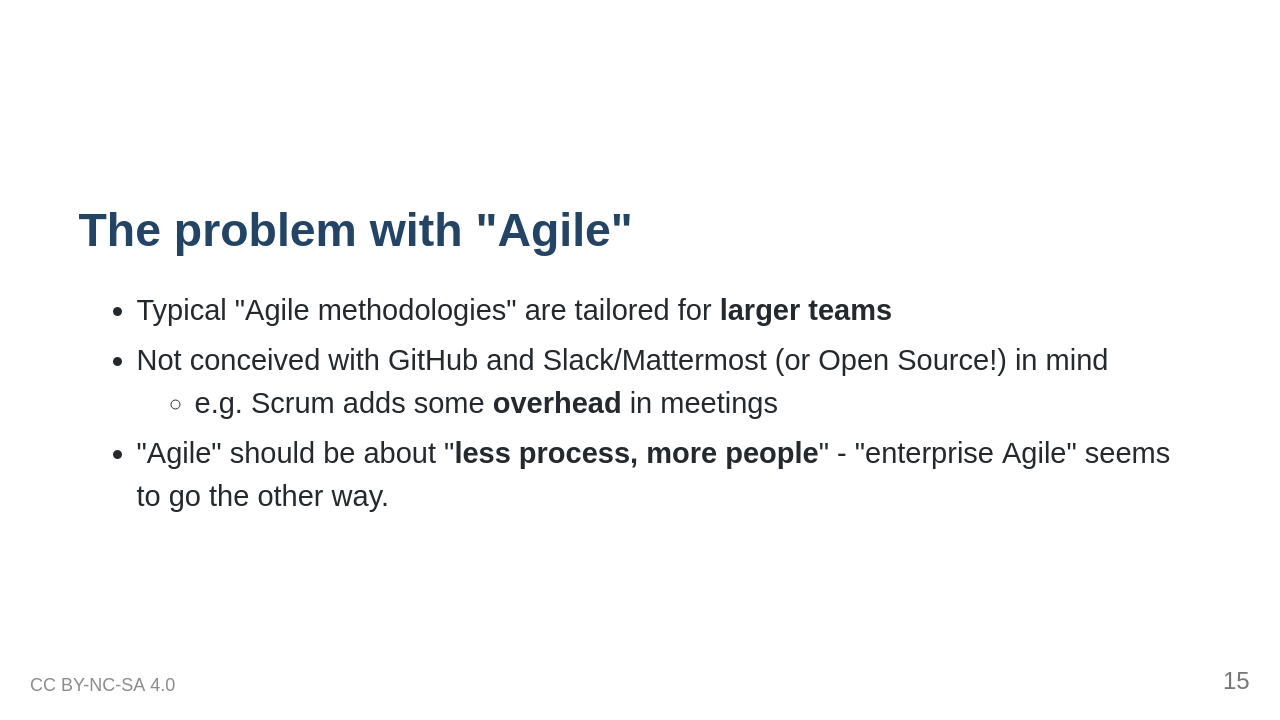 The problem with "Agile"
• Typical "Agile methodologies" are tailored for larger teams
• Not conceived with GitHub and Slack/Mattermost (or Open Source!) in mind
◦ e.g. Scrum adds some overhead in meetings
• "Agile" should be about "less process, more people" - "enterprise Agile" seems
to go the other way.
CC BY-NC-SA 4.0
15